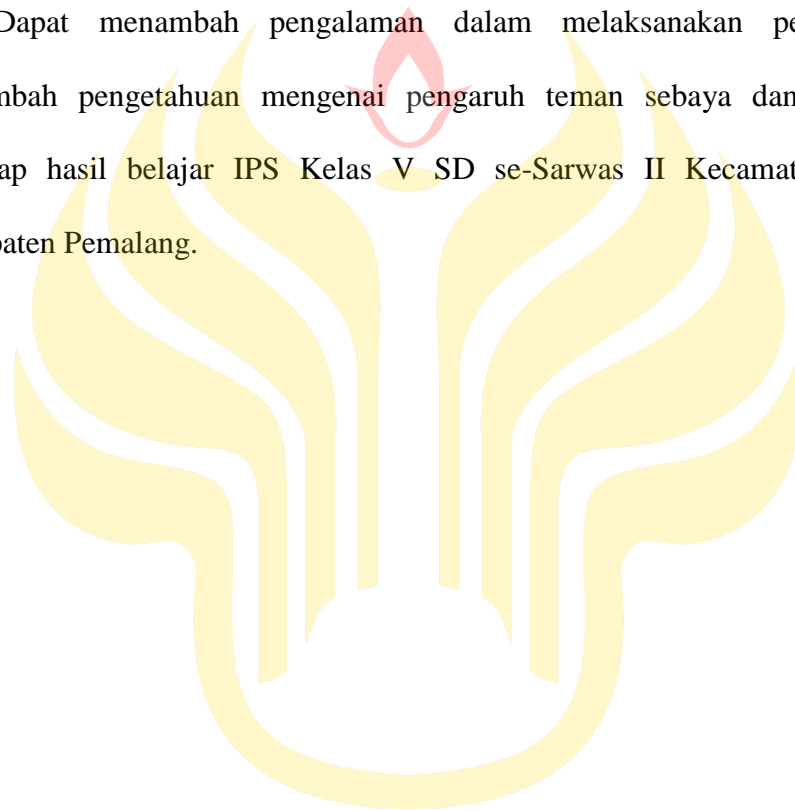 Dapat menambah pengalaman dalam melaksanakan pe
mbah pengetahuan mengenai pengaruh teman sebaya dan
ap hasil belajar IPS Kelas V SD se-Sarwas II Kecamat
paten Pemalang.